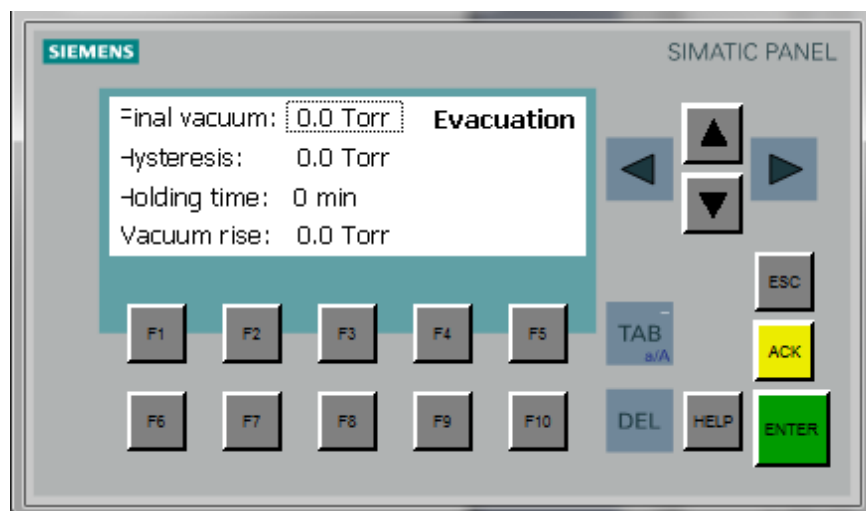 SIEMENS
SIMATIC PANEL
Final vacuum: 0.0 Torr Evacuation
Hysteresis: 0.0 Torr
Holding time: 0 min
Vacuum rise: 0.0 Torr
ESC
F1 F2 F3 F4 F5 TAB
a/A
ACK
F6 F7 F8 F9 F10 DEL HELP ENTER